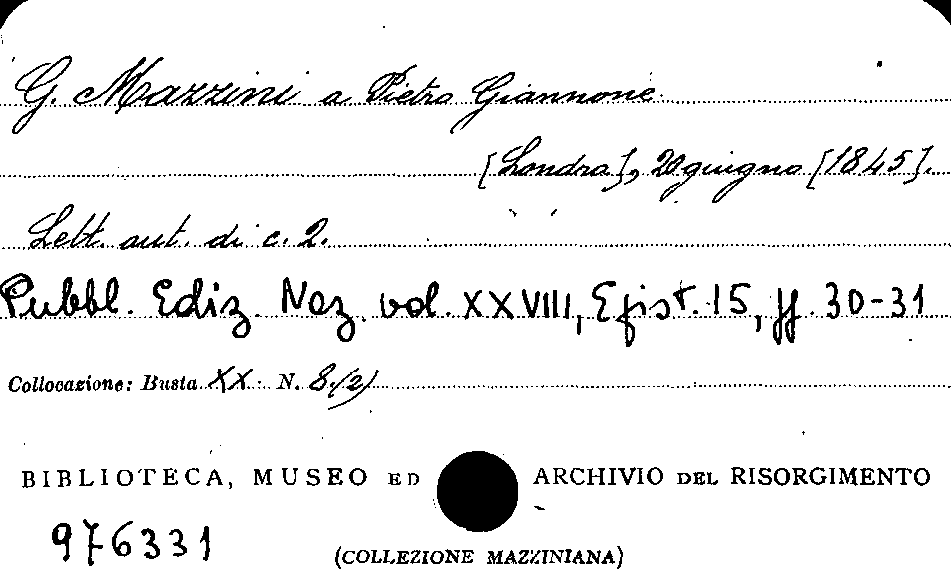 G. Mazzini a Pietro Giannone.
[Londra], 20 giugno [1845].
Lett. aut. di c. 2.
Pubbl. Ediz. Naz. vol. XXVIII, Epist. 15, pp. 30-31
Collocazione: Busta XX N. 8.(2)
BIBLIOTECA, MUSEO ED ARCHIVIO DEL RISORGIMENTO
976331
(COLLEZIONE MAZZINIANA)